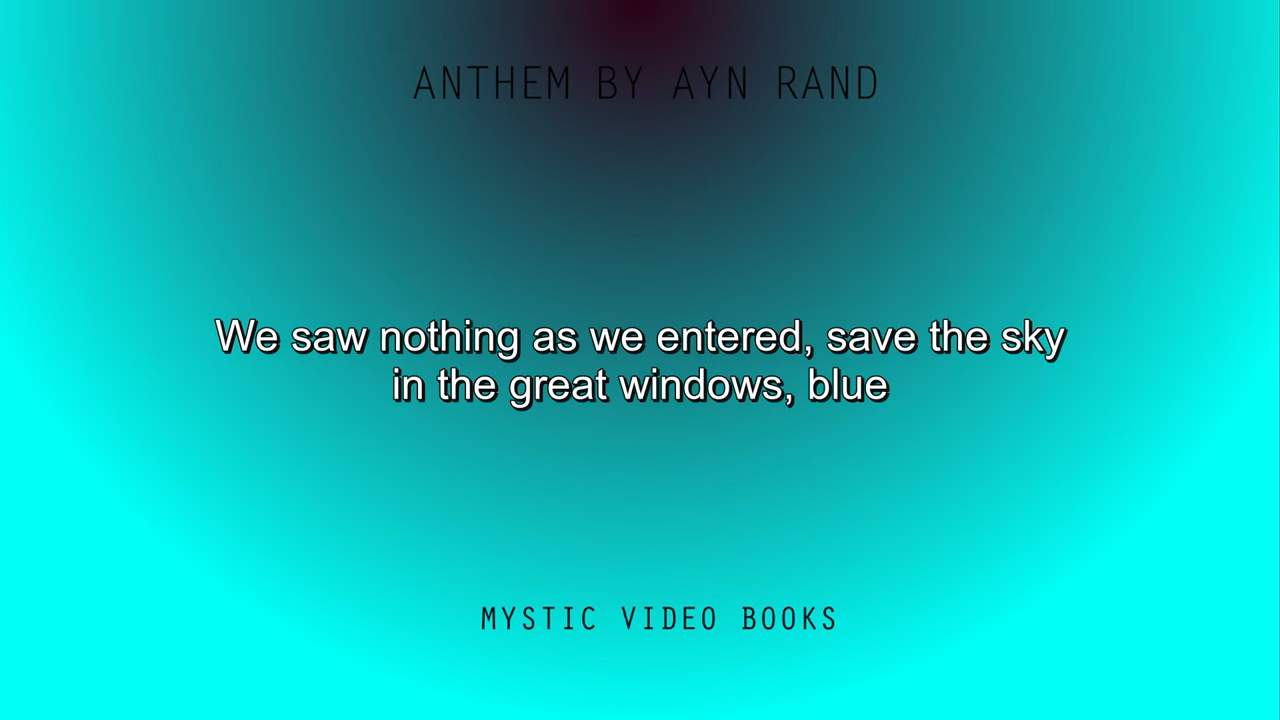 ANTHEM BY AYN RAND
We saw nothing as we entered, save the sky
in the great windows, blue
MYSTIC VIDEO BOOKS